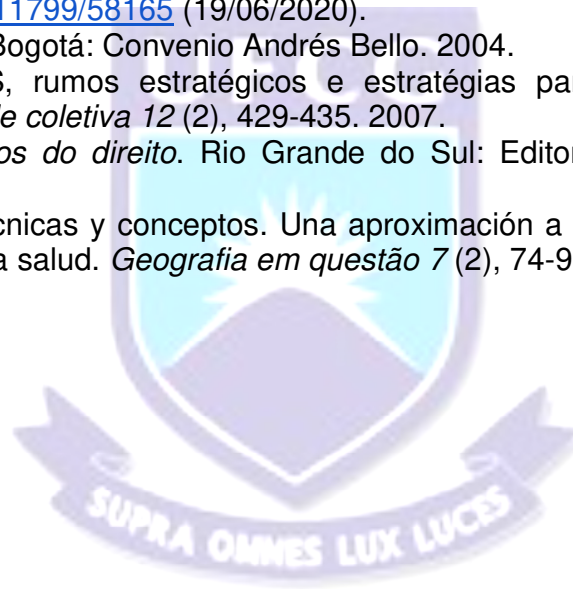 11799/58165 (19/06/2020).
Bogotá: Convenio Andrés Bello. 2004.
S, rumos estratégicos e estratégias par
e coletiva 12 (2), 429-435. 2007.
os do direito. Rio Grande do Sul: Editor
cnicas y conceptos. Una aproximación a
a salud. Geografia em questão 7 (2), 74-9
SUPRA OMNES LUX LUCES